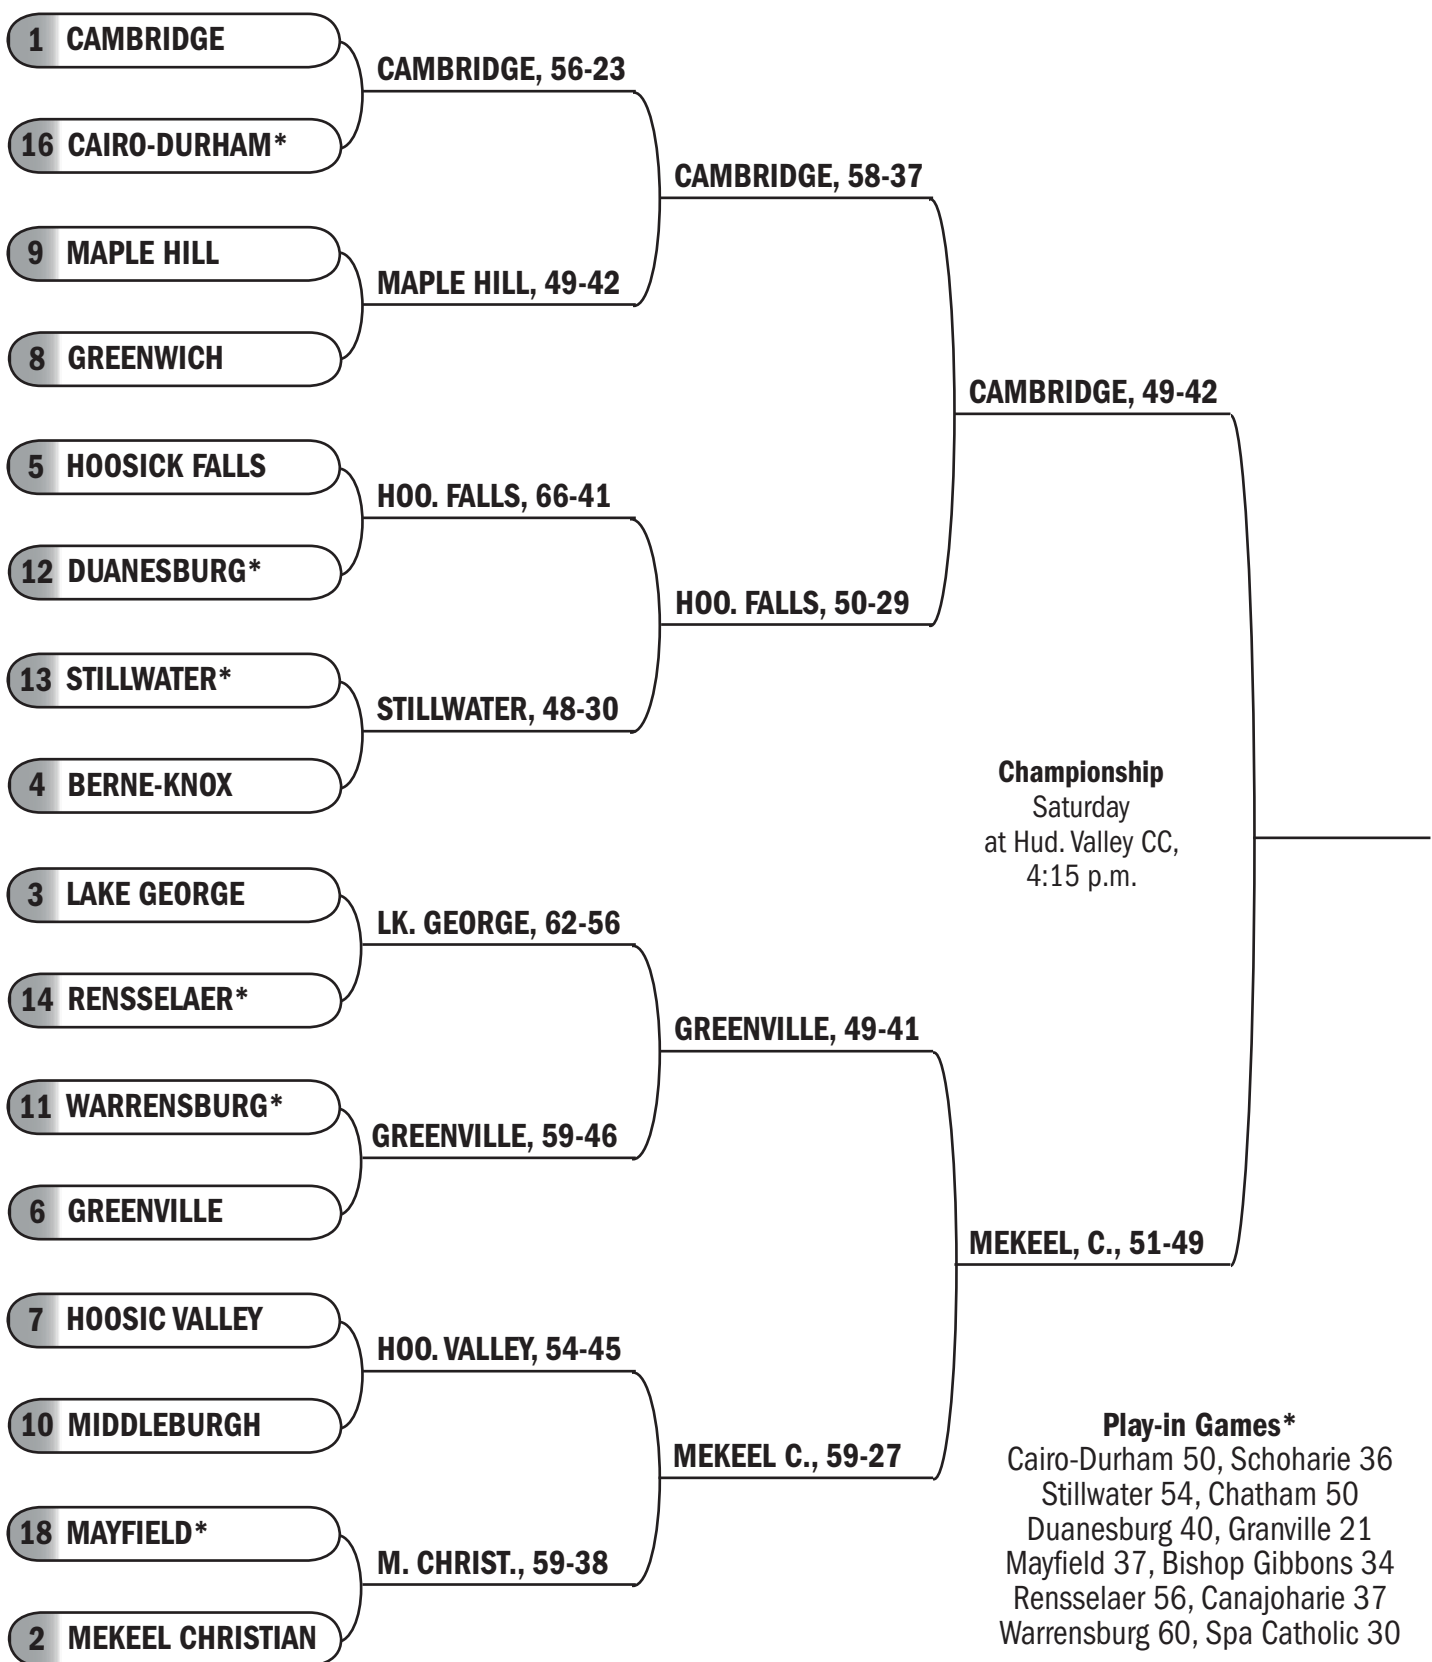 1 CAMBRIDGE
16 CAIRO-DURHAM*
9 MAPLE HILL
8 GREENWICH
5 HOOSICK FALLS
12 DUANESBURG*
13 STILLWATER*
4 BERNE-KNOX
3 LAKE GEORGE
14 RENSSELAER*
11 WARRENSBURG*
6 GREENVILLE
7 HOOSIC VALLEY
10 MIDDLEBURGH
18 MAYFIELD*
2 MEKEEL CHRISTIAN
CAMBRIDGE, 56-23
MAPLE HILL, 49-42
HOO. FALLS, 66-41
STILLWATER, 48-30
LK. GEORGE, 62-56
GREENVILLE, 59-46
HOO. VALLEY, 54-45
M. CHRIST., 59-38
CAMBRIDGE, 58-37
HOO. FALLS, 50-29
GREENVILLE, 49-41
MEKEEL C., 59-27
CAMBRIDGE, 49-42
MEKEEL, C., 51-49
Championship
Saturday
at Hud. Valley CC,
4:15 p.m.
Play-in Games*
Cairo-Durham 50, Schoharie 36
Stillwater 54, Chatham 50
Duanesburg 40, Granville 21
Mayfield 37, Bishop Gibbons 34
Rensselaer 56, Canajoharie 37
Warrensburg 60, Spa Catholic 30